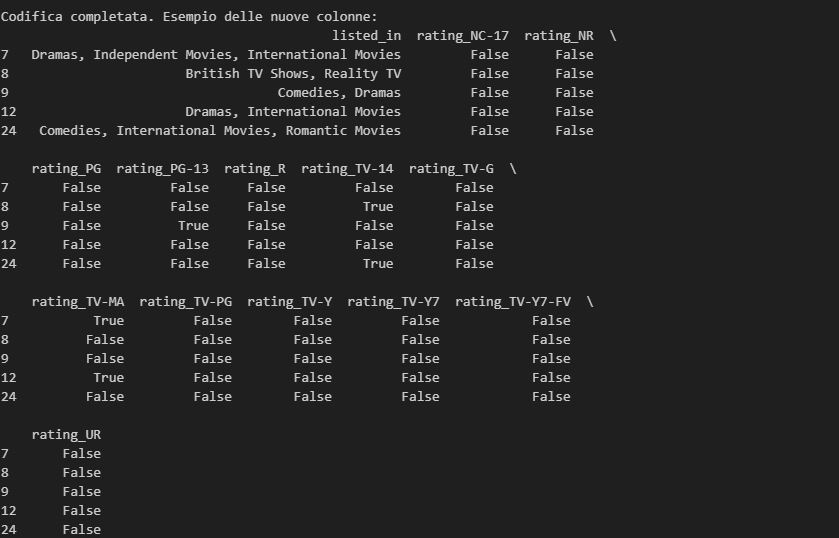 Codifica completata. Esempio delle nuove colonne:
                                           listed_in  rating_NC-17  rating_NR  \
7   Dramas, Independent Movies, International Movies         False      False
8                       British TV Shows, Reality TV         False      False
9                                   Comedies, Dramas         False      False
12                      Dramas, International Movies         False      False
24   Comedies, International Movies, Romantic Movies         False      False
    rating_PG  rating_PG-13  rating_R  rating_TV-14  rating_TV-G  \
7       False         False     False         False        False
8       False         False     False          True        False
9       False          True     False         False        False
12      False         False     False         False        False
24      False         False     False          True        False
    rating_TV-MA  rating_TV-PG  rating_TV-Y  rating_TV-Y7  rating_TV-Y7-FV  \
7           True         False        False         False            False
8          False         False        False         False            False
9          False         False        False         False            False
12          True         False        False         False            False
24         False         False        False         False            False
    rating_UR
7       False
8       False
9       False
12      False
24      False